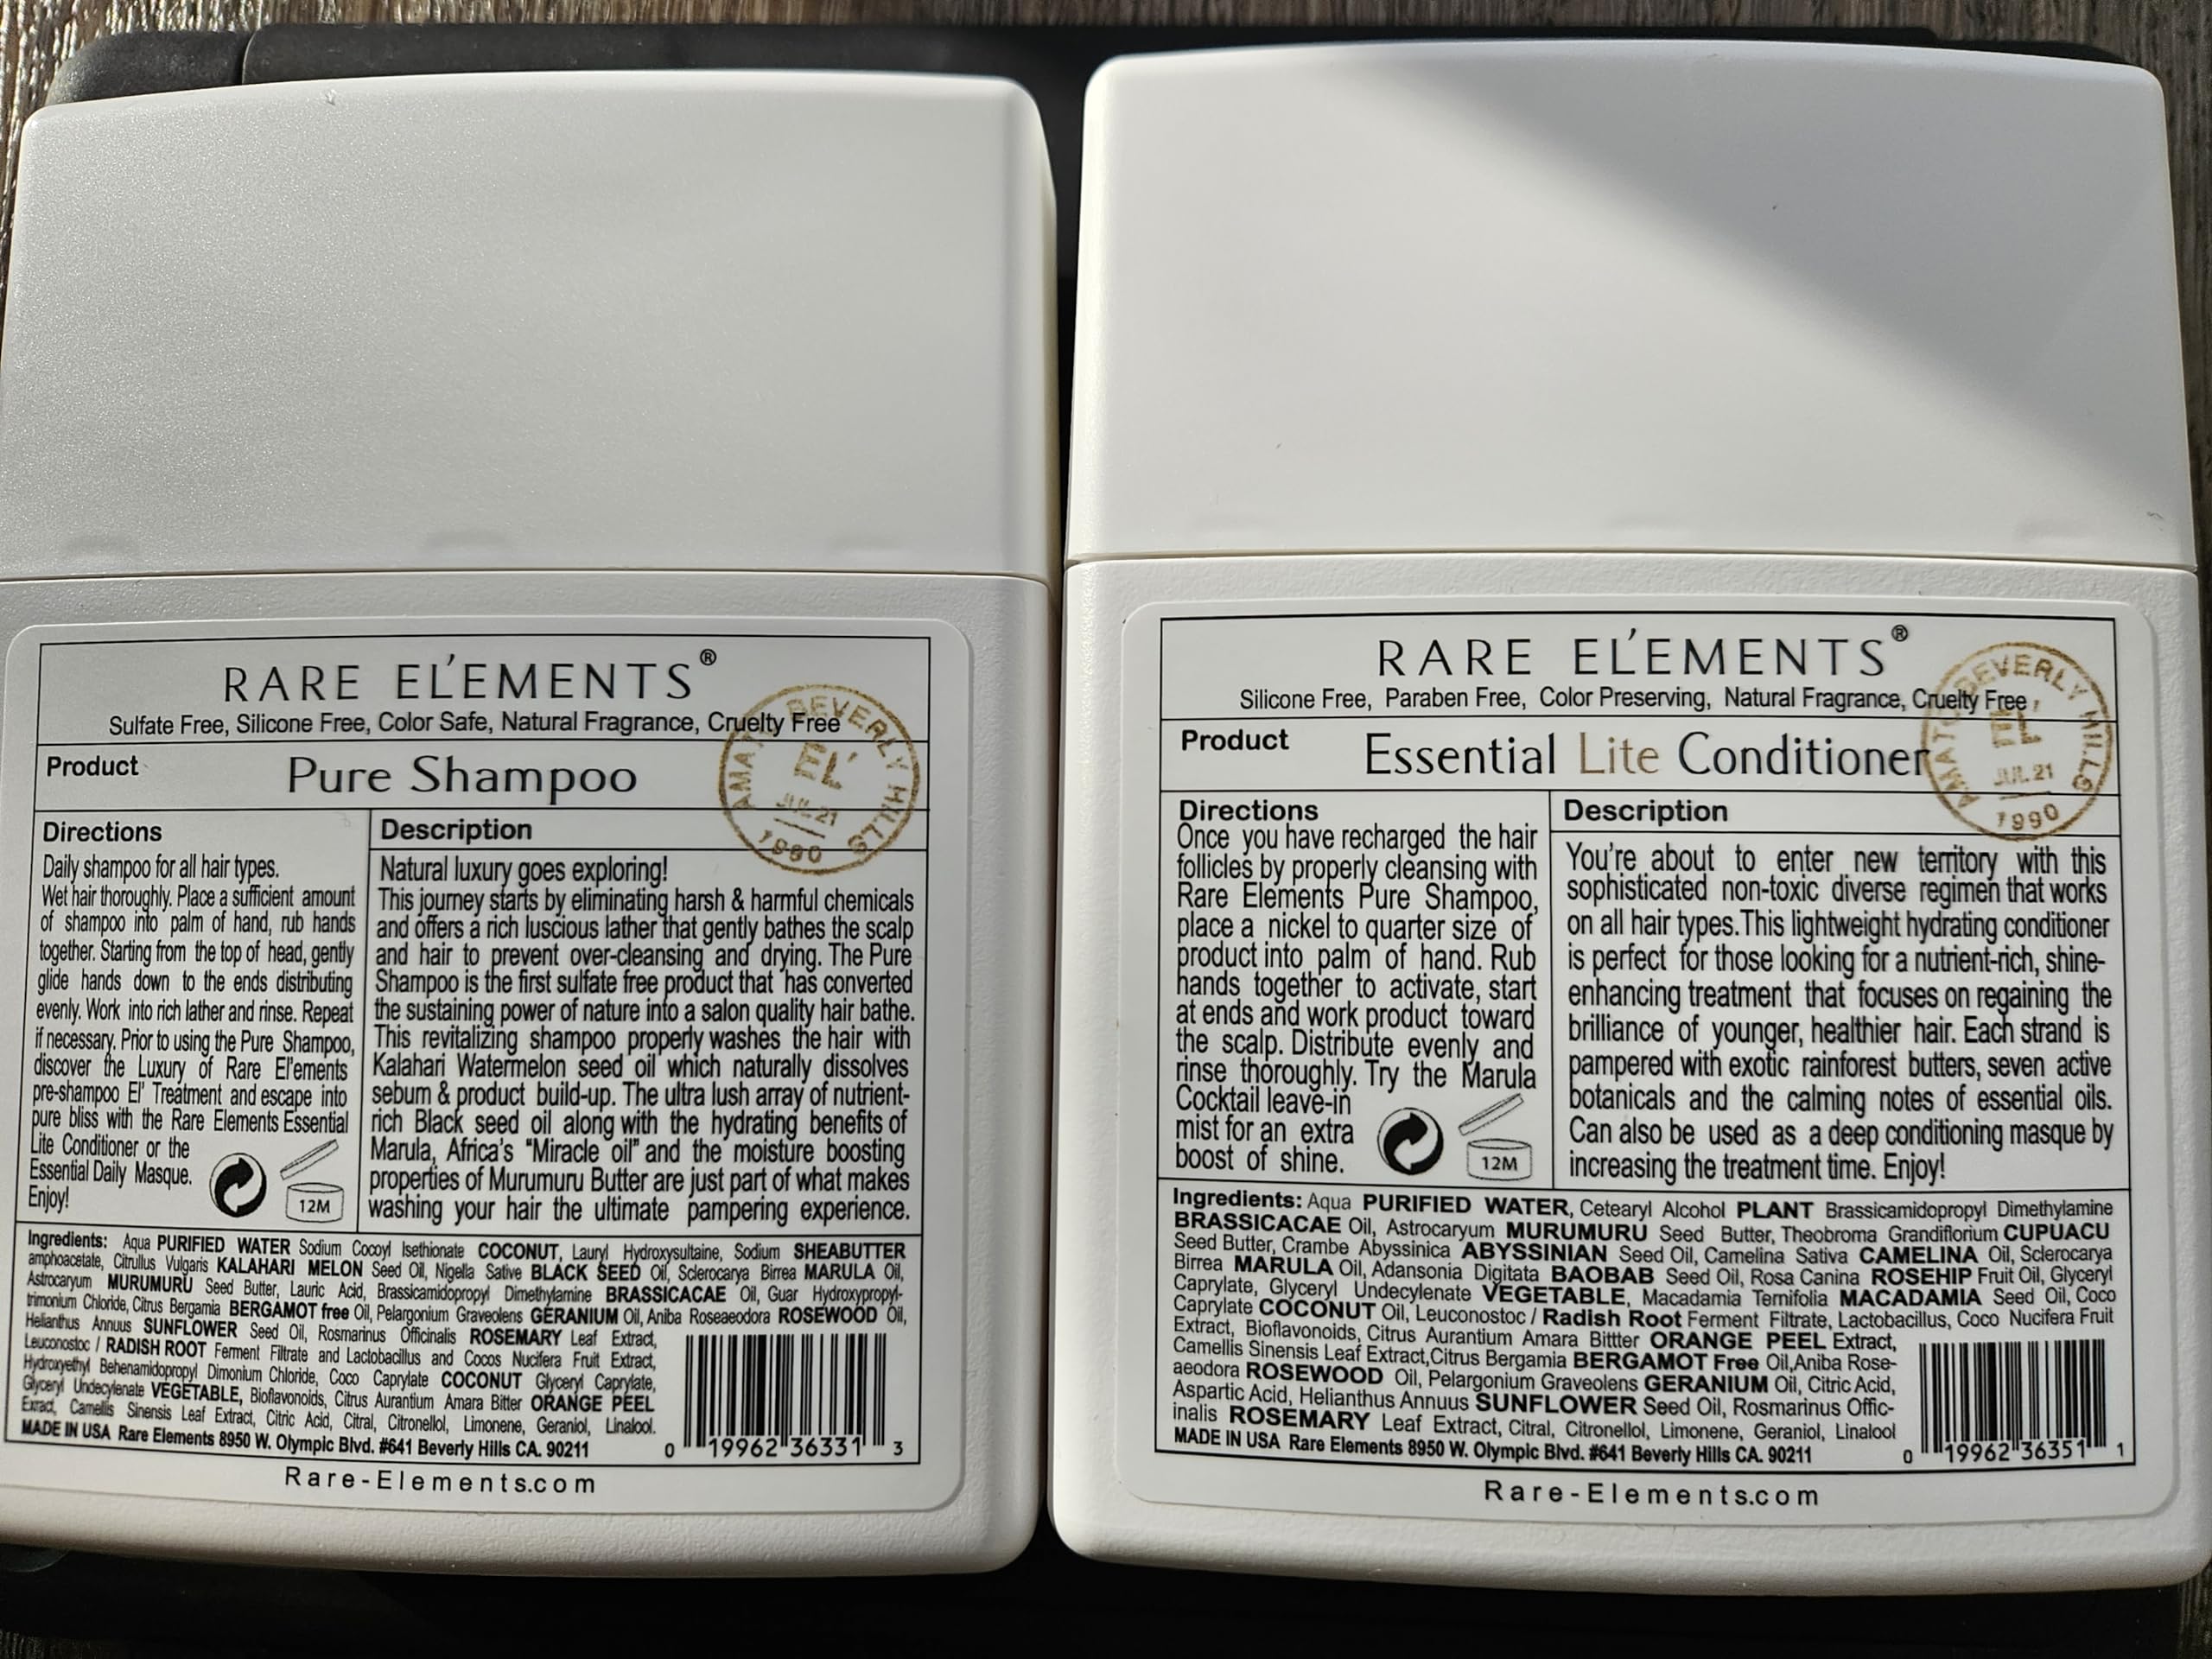 RARE EL'EMENTS®
Sulfate Free, Silicone Free, Color Safe, Natural Fragrance, Cruelty Free
AMATO BEVERLY HILLS
EL'
JUL 21
1990
Product
Pure Shampoo
Directions
Daily shampoo for all hair types.
Wet hair thoroughly. Place a sufficient amount
of shampoo into palm of hand, rub hands
together. Starting from the top of head, gently
glide hands down to the ends distributing
evenly. Work into rich lather and rinse. Repeat
if necessary. Prior to using the Pure Shampoo,
discover the Luxury of Rare El'ements
pre-shampoo El' Treatment and escape into
pure bliss with the Rare Elements Essential
Lite Conditioner or the
Essential Daily Masque.
Enjoy!
12M
Description
Natural luxury goes exploring!
This journey starts by eliminating harsh & harmful chemicals
and offers a rich luscious lather that gently bathes the scalp
and hair to prevent over-cleansing and drying. The Pure
Shampoo is the first sulfate free product that has converted
the sustaining power of nature into a salon quality hair bathe.
This revitalizing shampoo properly washes the hair with
Kalahari Watermelon seed oil which naturally dissolves
sebum & product build-up. The ultra lush array of nutrient-
rich Black seed oil along with the hydrating benefits of
Marula, Africa's "Miracle oil" and the moisture boosting
properties of Murumuru Butter are just part of what makes
washing your hair the ultimate pampering experience.
Ingredients: Aqua PURIFIED WATER Sodium Cocoyl Isethionate COCONUT, Lauryl Hydroxysultaine, Sodium SHEABUTTER
amphoacetate, Citrullus Vulgaris KALAHARI MELON Seed Oil, Nigella Sative BLACK SEED Oil, Sclerocarya Birrea MARULA Oil,
Astrocaryum MURUMURU Seed Butter, Lauric Acid, Brassicamidopropyl Dimethylamine BRASSICACAE Oil, Guar Hydroxypropyl-
trimonium Chloride, Citrus Bergamia BERGAMOT free Oil, Pelargonium Graveolens GERANIUM Oil, Aniba Roseaeodora ROSEWOOD Oil,
Helianthus Annuus SUNFLOWER Seed Oil, Rosmarinus Officinalis ROSEMARY Leaf Extract,
Leuconostoc / RADISH ROOT Ferment Filtrate and Lactobacillus and Cocos Nucifera Fruit Extract,
Hydroxyethyl Behenamidopropyl Dimonium Chloride, Coco Caprylate COCONUT Glyceryl Caprylate,
Glyceryl Undecylenate VEGETABLE, Bioflavonoids, Citrus Aurantium Amara Bitter ORANGE PEEL
Exract, Camellis Sinensis Leaf Extract, Citric Acid, Citral, Citronellol, Limonene, Geraniol, Linalool.
MADE IN USA Rare Elements 8950 W. Olympic Blvd. #641 Beverly Hills CA. 90211
0 19962 36331 3
Rare-Elements.com
RARE EL'EMENTS®
Silicone Free, Paraben Free, Color Preserving, Natural Fragrance, Cruelty Free
AMATO BEVERLY HILLS
EL'
JUL 21
1990
Product
Essential Lite Conditioner
Directions
Once you have recharged the hair
follicles by properly cleansing with
Rare Elements Pure Shampoo,
place a nickel to quarter size of
product into palm of hand. Rub
hands together to activate, start
at ends and work product toward
the scalp. Distribute evenly and
rinse thoroughly. Try the Marula
Cocktail leave-in
mist for an extra
boost of shine.
12M
Description
You're about to enter new territory with this
sophisticated non-toxic diverse regimen that works
on all hair types.This lightweight hydrating conditioner
is perfect for those looking for a nutrient-rich, shine-
enhancing treatment that focuses on regaining the
brilliance of younger, healthier hair. Each strand is
pampered with exotic rainforest butters, seven active
botanicals and the calming notes of essential oils.
Can also be used as a deep conditioning masque by
increasing the treatment time. Enjoy!
Ingredients: Aqua PURIFIED WATER, Cetearyl Alcohol PLANT Brassicamidopropyl Dimethylamine
BRASSICACAE Oil, Astrocaryum MURUMURU Seed Butter, Theobroma Grandiflorium CUPUACU
Seed Butter, Crambe Abyssinica ABYSSINIAN Seed Oil, Camelina Sativa CAMELINA Oil, Sclerocarya
Birrea MARULA Oil, Adansonia Digitata BAOBAB Seed Oil, Rosa Canina ROSEHIP Fruit Oil, Glyceryl
Caprylate, Glyceryl Undecylenate VEGETABLE, Macadamia Ternifolia MACADAMIA Seed Oil, Coco
Caprylate COCONUT Oil, Leuconostoc / Radish Root Ferment Filtrate, Lactobacillus, Coco Nucifera Fruit
Extract, Bioflavonoids, Citrus Aurantium Amara Bittter ORANGE PEEL Extract,
Camellis Sinensis Leaf Extract,Citrus Bergamia BERGAMOT Free Oil,Aniba Rose-
aeodora ROSEWOOD Oil, Pelargonium Graveolens GERANIUM Oil, Citric Acid,
Aspartic Acid, Helianthus Annuus SUNFLOWER Seed Oil, Rosmarinus Offic-
inalis ROSEMARY Leaf Extract, Citral, Citronellol, Limonene, Geraniol, Linalool
MADE IN USA Rare Elements 8950 W. Olympic Blvd. #641 Beverly Hills CA. 90211
0 19962 36351 1
Rare-Elements.com